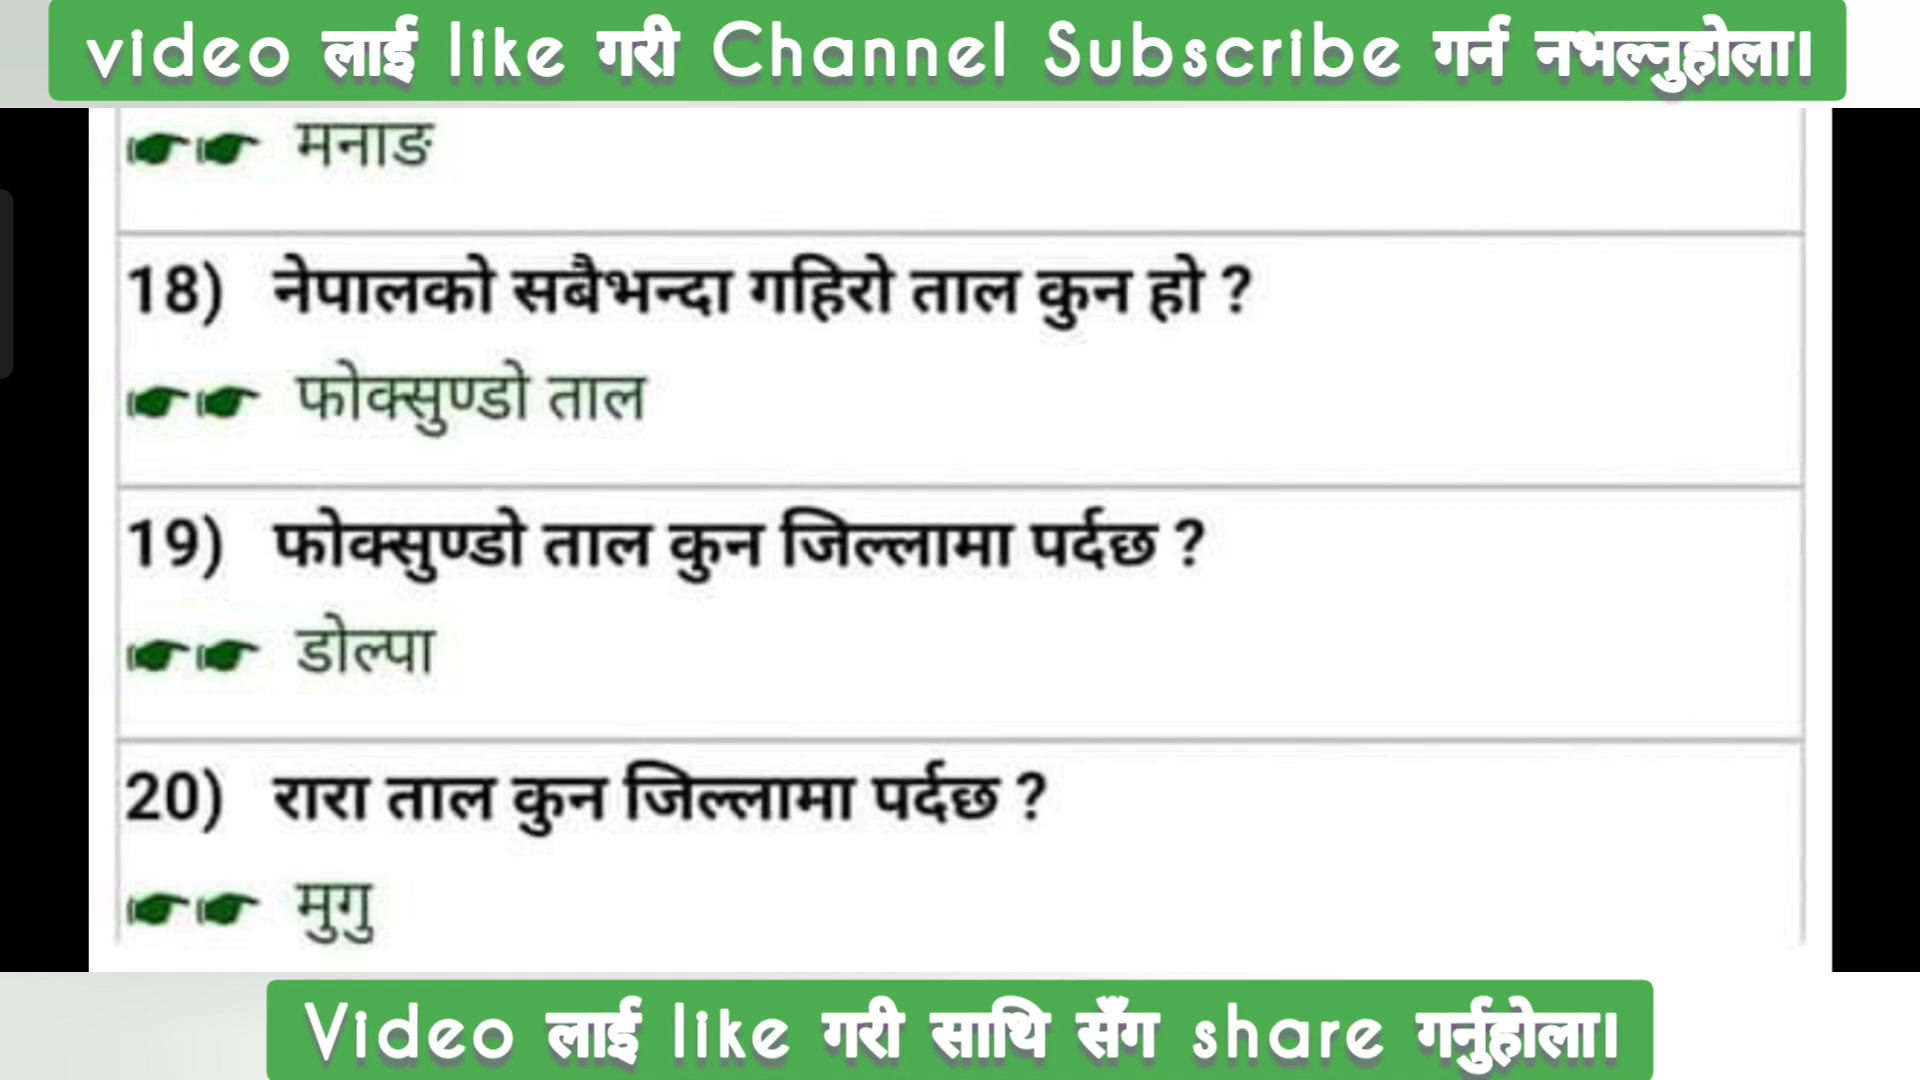 video लाई like गरी Channel Subscribe गर्न नभल्नुहोला।
मनाङ
18) नेपालको सबैभन्दा गहिरो ताल कुन हो ?
फोक्सुण्डो ताल
19) फोक्सुण्डो ताल कुन जिल्लामा पर्दछ ?
डोल्पा
20) रारा ताल कुन जिल्लामा पर्दछ ?
मुगु
Video लाई like गरी साथि सँग share गर्नुहोला।